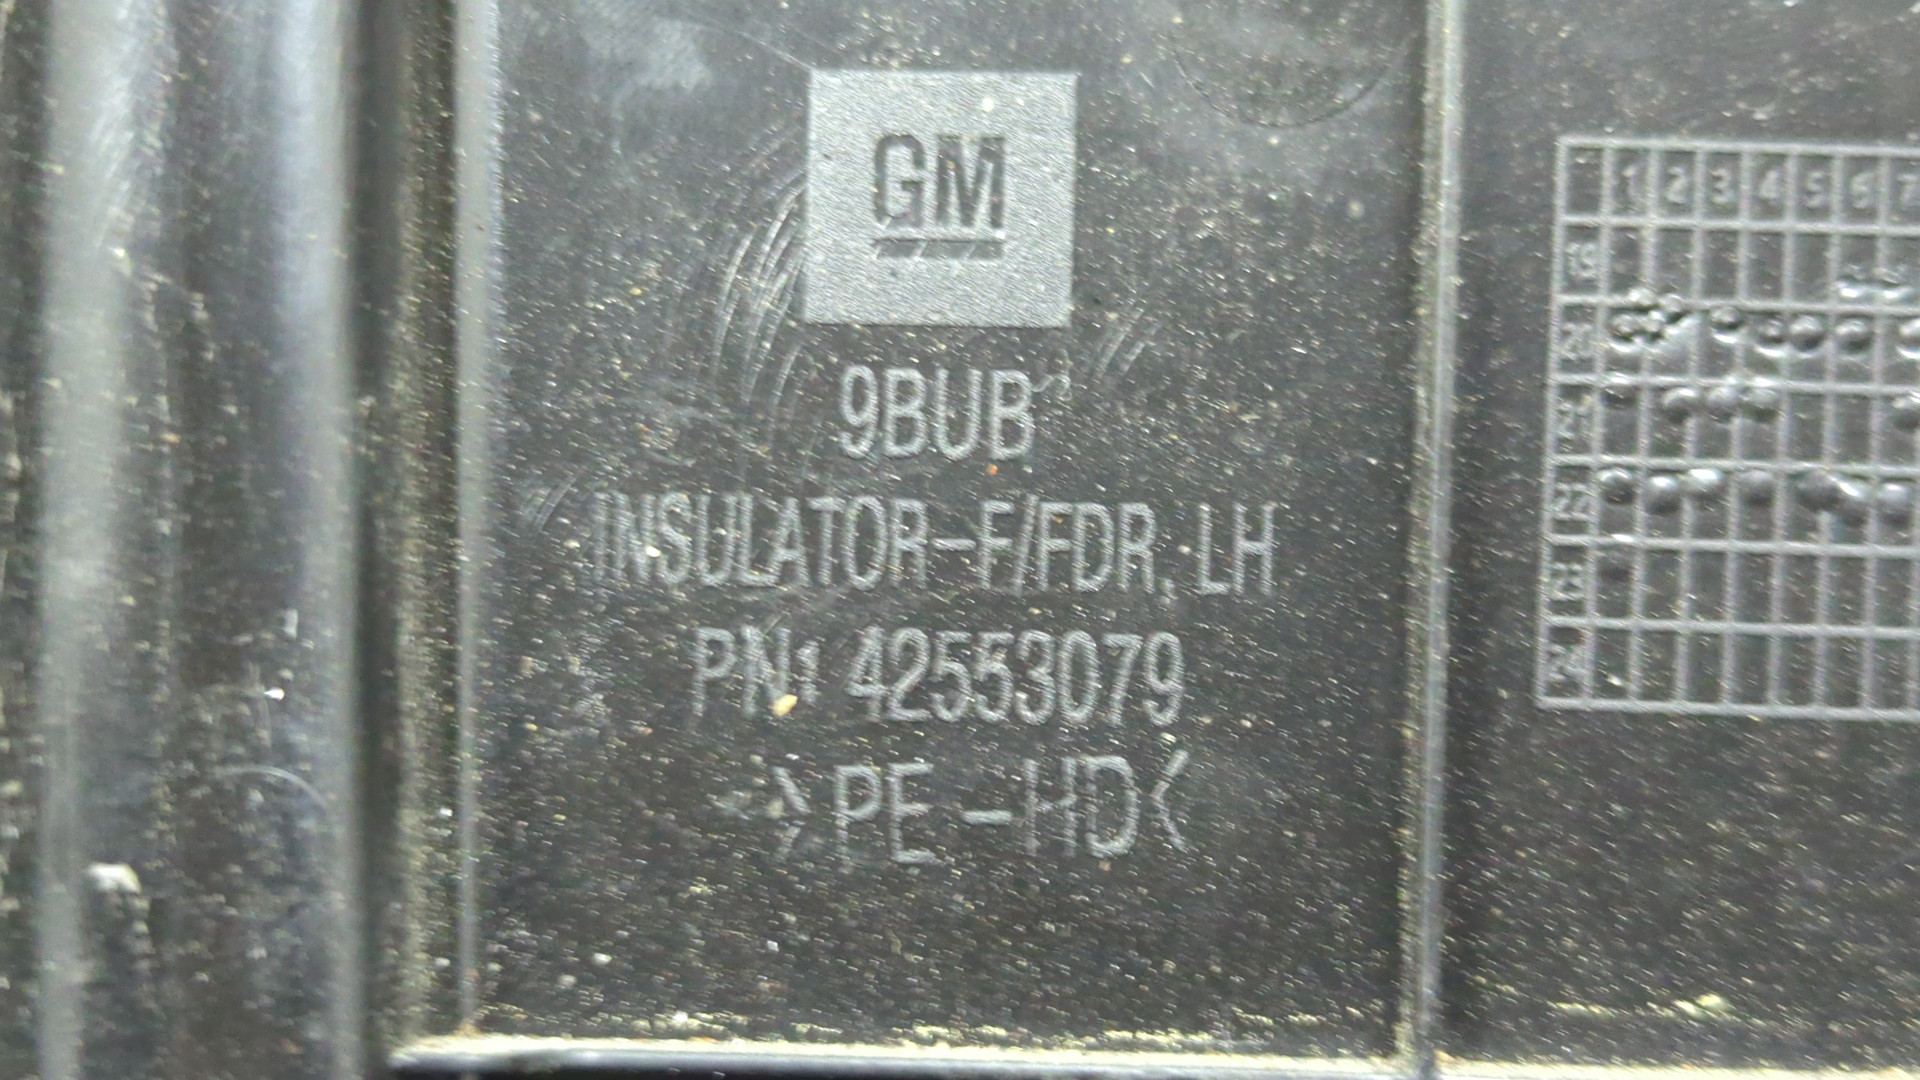 GM
9BUB
INSULATOR-F/FDR, LH
PN: 42553079
>PE-HD<
1 2 3 4 5 6 7
19
20
21
22
23
24